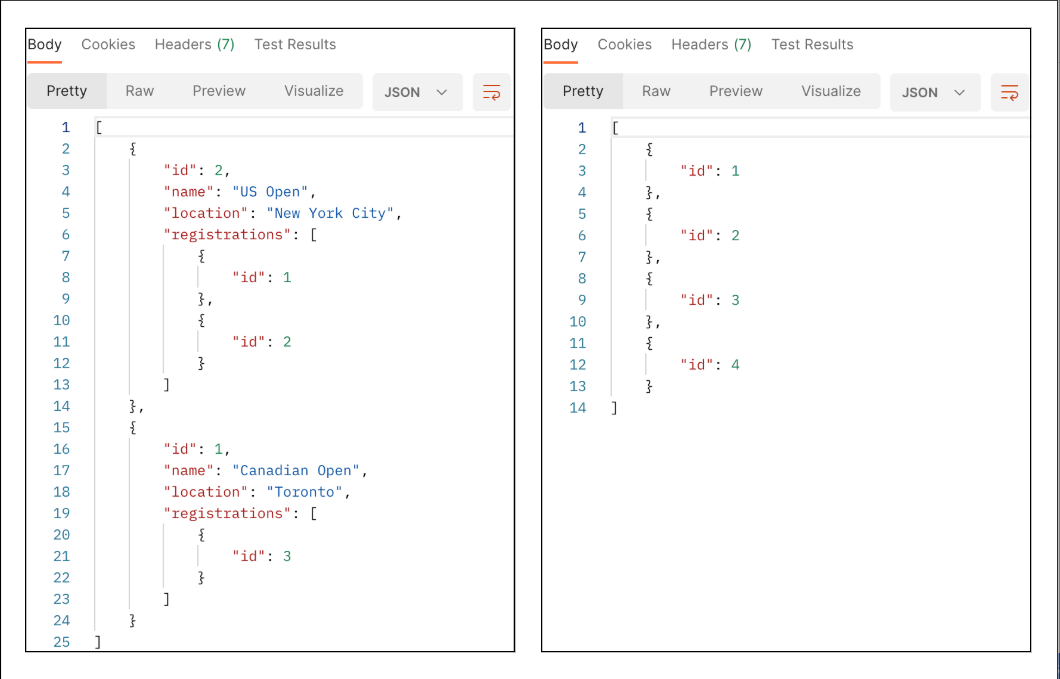 Body Cookies Headers (7) Test Results
Pretty Raw Preview Visualize JSON
1 [
2 {
3 "id": 2,
4 "name": "US Open",
5 "location": "New York City",
6 "registrations": [
7 {
8 "id": 1
9 },
10 {
11 "id": 2
12 }
13 ]
14 },
15 {
16 "id": 1,
17 "name": "Canadian Open",
18 "location": "Toronto",
19 "registrations": [
20 {
21 "id": 3
22 }
23 ]
24 }
25 ]
Body Cookies Headers (7) Test Results
Pretty Raw Preview Visualize JSON
1 [
2 {
3 "id": 1
4 },
5 {
6 "id": 2
7 },
8 {
9 "id": 3
10 },
11 {
12 "id": 4
13 }
14 ]